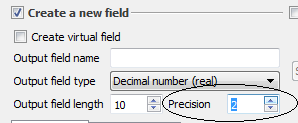 Create a new field
Create virtual field
Output field name
Output field type Decimal number (real)
Output field length 10 Precision 2